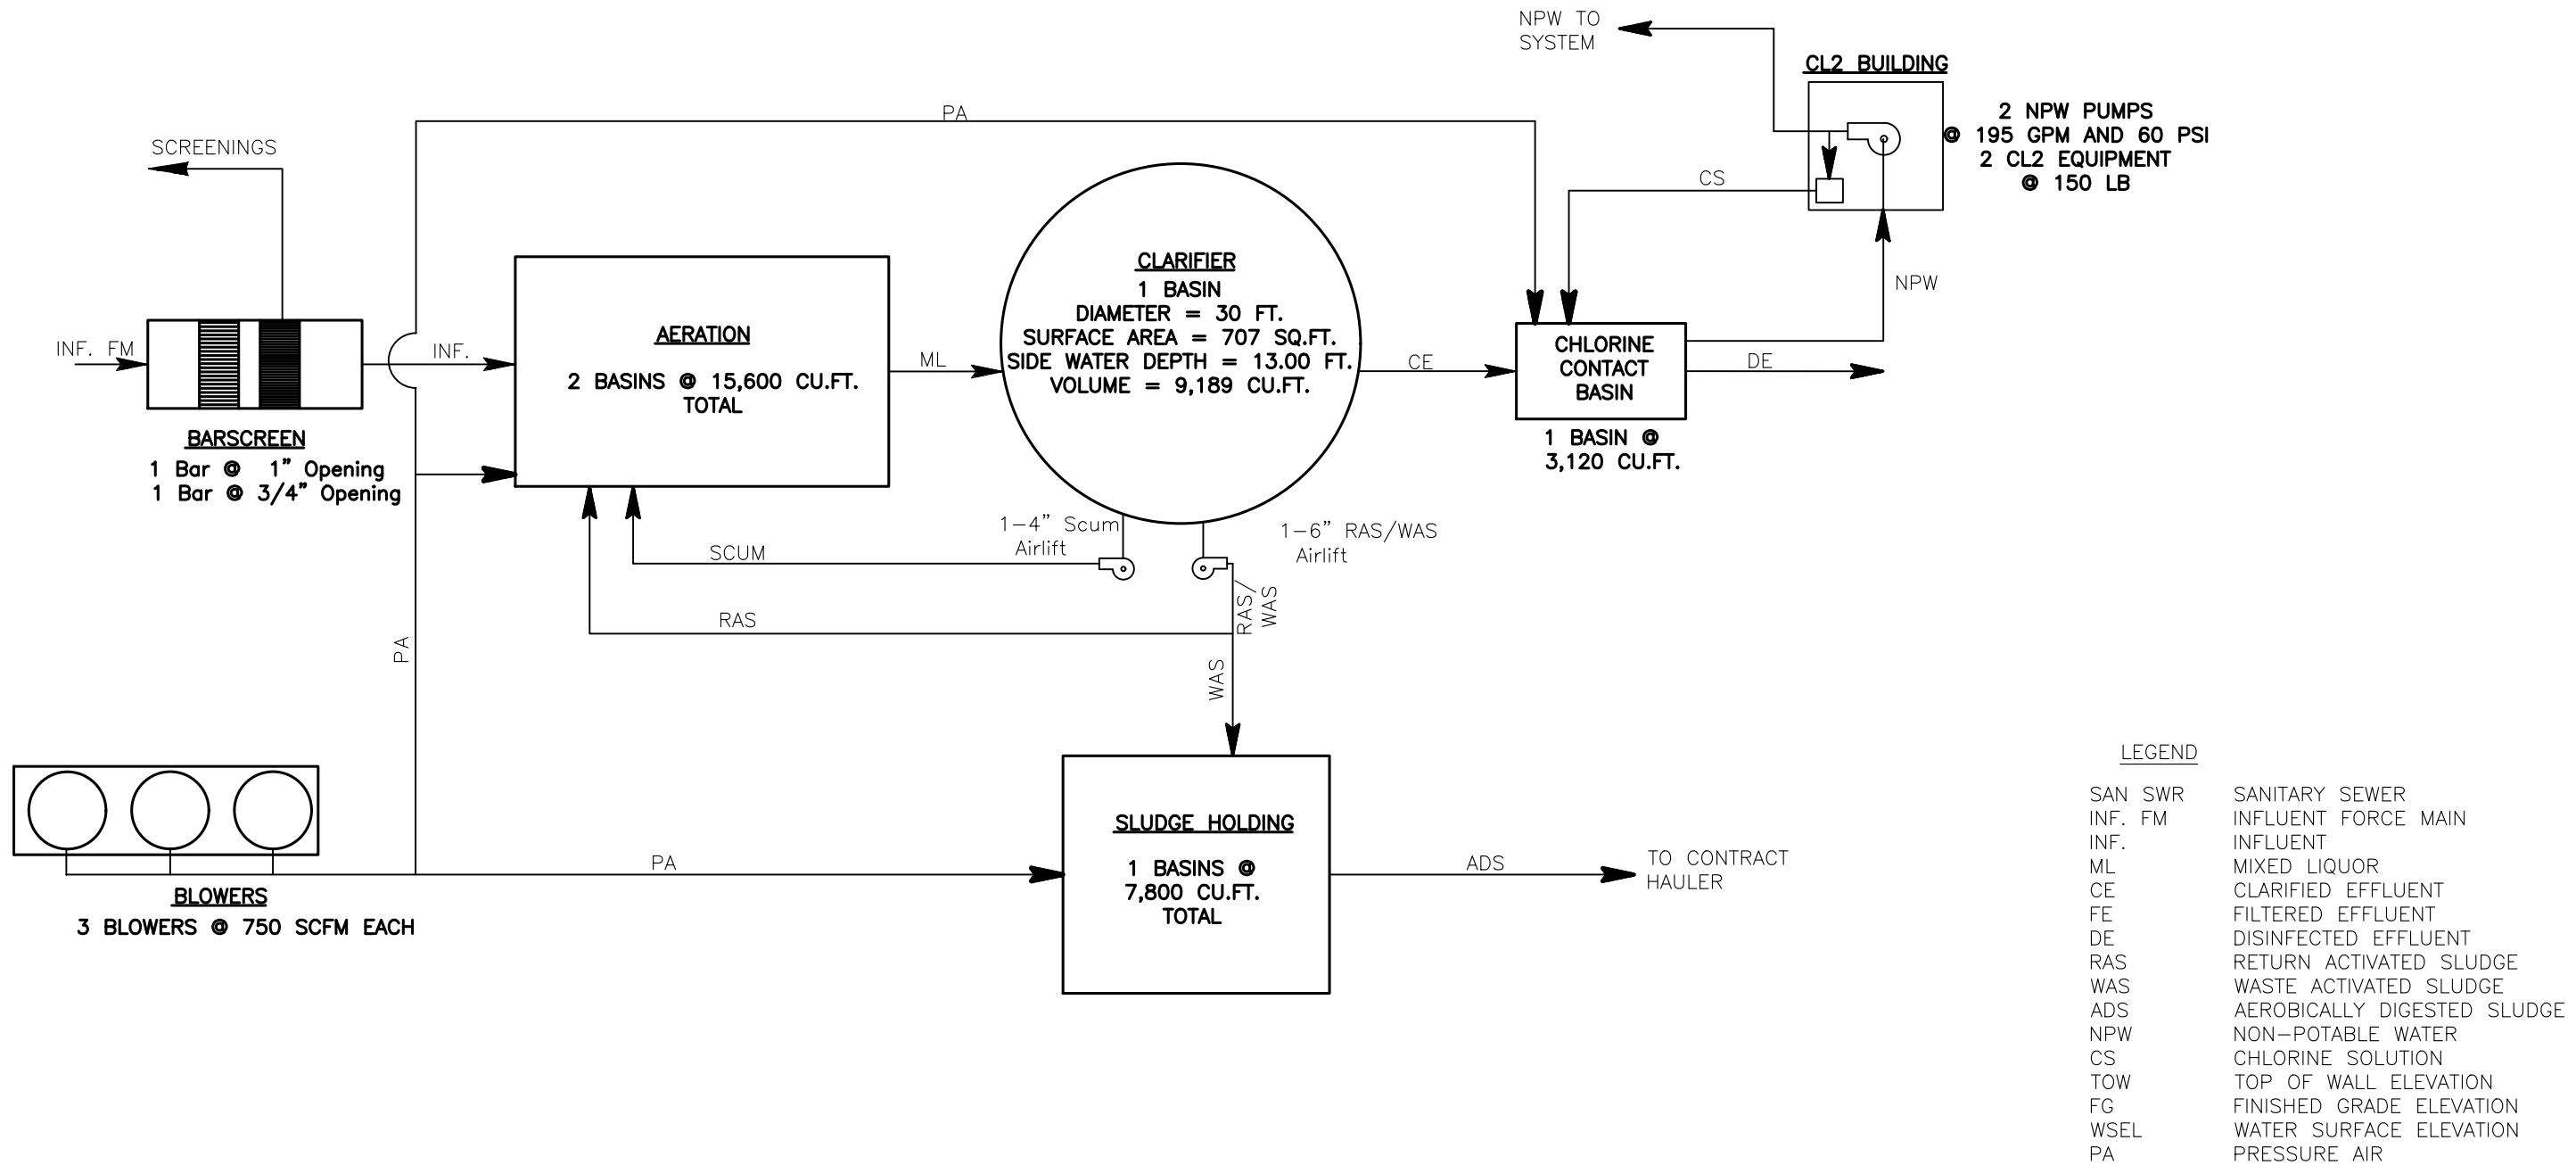 NPW TO
SYSTEM
CL2 BUILDING
2 NPW PUMPS
@ 195 GPM AND 60 PSI
2 CL2 EQUIPMENT
@ 150 LB
PA
SCREENINGS
CS
NPW
INF. FM
BARSCREEN
1 Bar @ 1" Opening
1 Bar @ 3/4" Opening
INF.
AERATION
2 BASINS @ 15,600 CU.FT.
TOTAL
ML
CLARIFIER
1 BASIN
DIAMETER = 30 FT.
SURFACE AREA = 707 SQ.FT.
SIDE WATER DEPTH = 13.00 FT.
VOLUME = 9,189 CU.FT.
CE
CHLORINE
CONTACT
BASIN
1 BASIN @
3,120 CU.FT.
DE
1-4" Scum
Airlift
1-6" RAS/WAS
Airlift
SCUM
RAS/
WAS
RAS
PA
WAS
BLOWERS
3 BLOWERS @ 750 SCFM EACH
PA
SLUDGE HOLDING
1 BASINS @
7,800 CU.FT.
TOTAL
ADS
TO CONTRACT
HAULER
LEGEND
SAN SWR SANITARY SEWER
INF. FM INFLUENT FORCE MAIN
INF. INFLUENT
ML MIXED LIQUOR
CE CLARIFIED EFFLUENT
FE FILTERED EFFLUENT
DE DISINFECTED EFFLUENT
RAS RETURN ACTIVATED SLUDGE
WAS WASTE ACTIVATED SLUDGE
ADS AEROBICALLY DIGESTED SLUDGE
NPW NON-POTABLE WATER
CS CHLORINE SOLUTION
TOW TOP OF WALL ELEVATION
FG FINISHED GRADE ELEVATION
WSEL WATER SURFACE ELEVATION
PA PRESSURE AIR